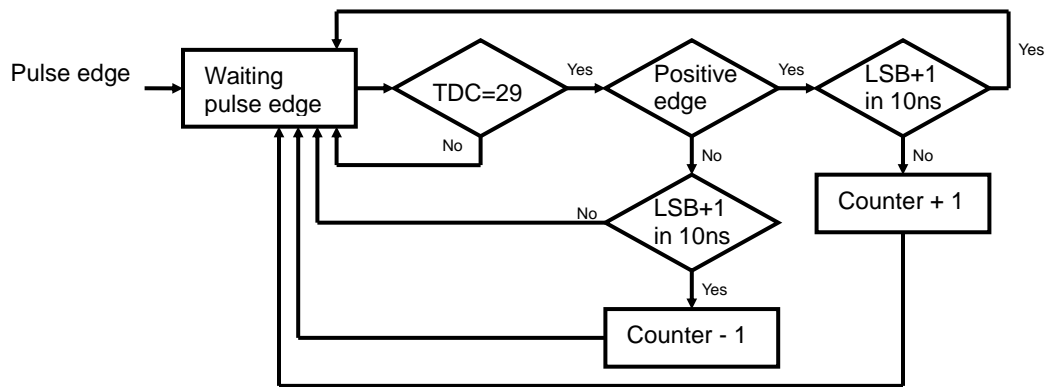 Pulse edge
Waiting
pulse edge
TDC=29
Yes
No
Positive
edge
Yes
No
LSB+1
in 10ns
Yes
No
Counter + 1
LSB+1
in 10ns
No
Yes
Counter - 1